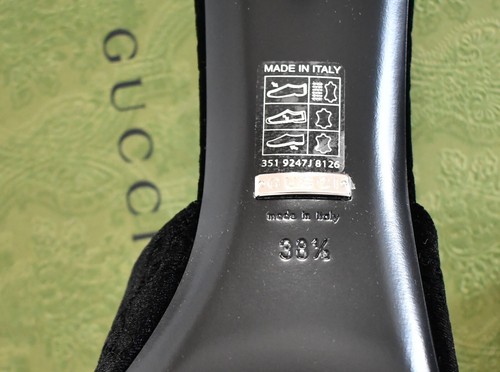 GUCCI
MADE IN ITALY
351 9247J 8126
made in italy
38½